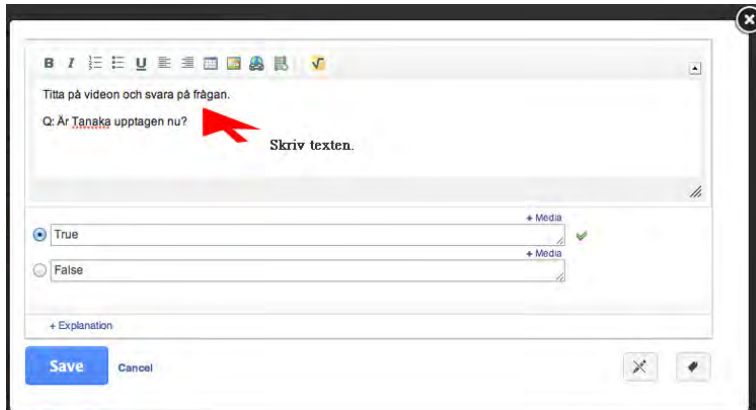 B I U
Titta på videon och svara på frågan.
Q: Är Tanaka upptagen nu?
Skriv texten.
+ Media
True
+ Media
False
+ Explanation
Save Cancel